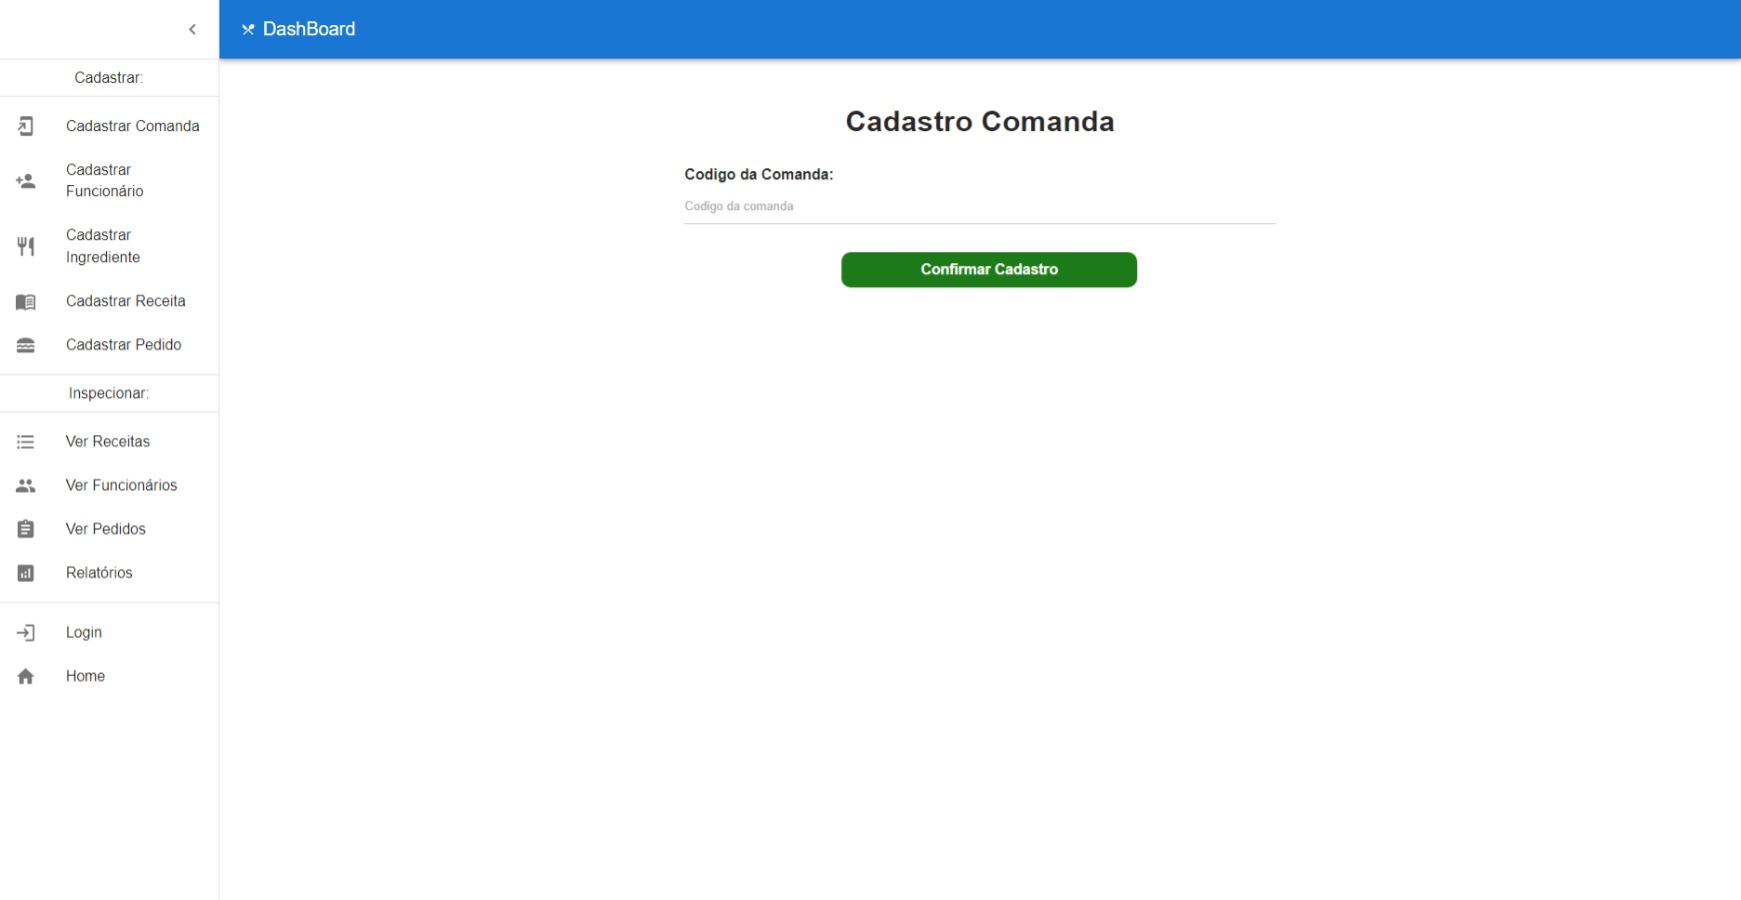 DashBoard
Cadastrar:
Cadastrar Comanda
Cadastrar
Funcionário
Cadastrar
Ingrediente
Cadastrar Receita
Cadastrar Pedido
Inspecionar:
Ver Receitas
Ver Funcionários
Ver Pedidos
Relatórios
Login
Home
Cadastro Comanda
Codigo da Comanda:
Codigo da comanda
Confirmar Cadastro